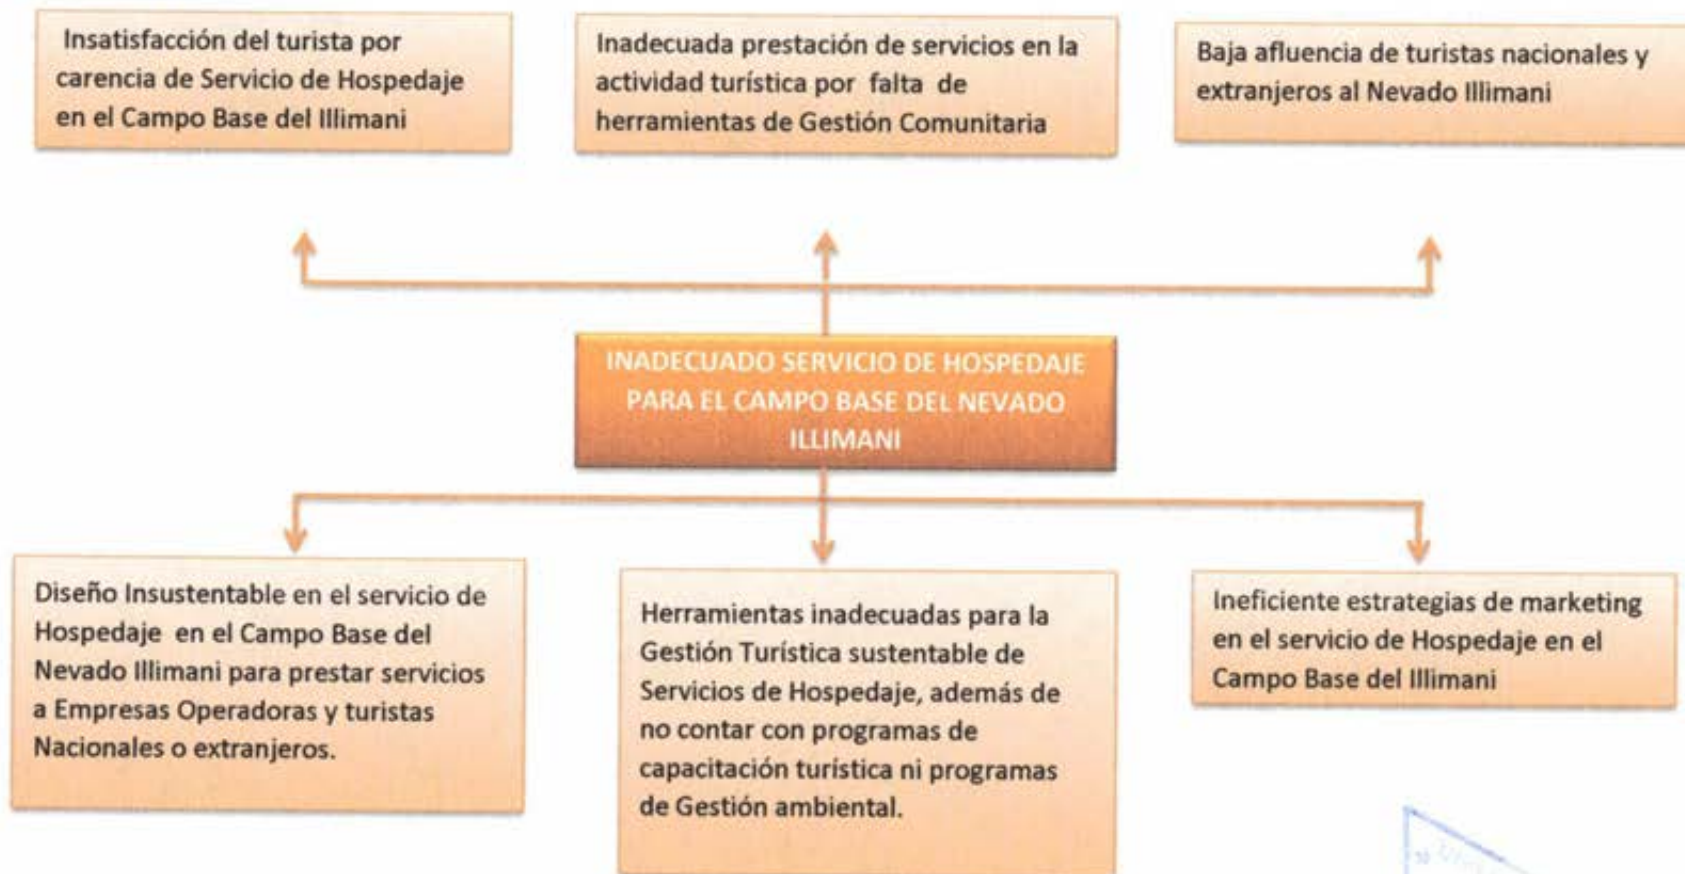 Insatisfacción del turista por
carencia de Servicio de Hospedaje
en el Campo Base del Illimani
Inadecuada prestación de servicios en la
actividad turística por falta de
herramientas de Gestión Comunitaria
Baja afluencia de turistas nacionales y
extranjeros al Nevado Illimani
INADECUADO SERVICIO DE HOSPEDAJE
PARA EL CAMPO BASE DEL NEVADO
ILLIMANI
Diseño Insustentable en el servicio de
Hospedaje en el Campo Base del
Nevado Illimani para prestar servicios
a Empresas Operadoras y turistas
Nacionales o extranjeros.
Herramientas inadecuadas para la
Gestión Turística sustentable de
Servicios de Hospedaje, además de
no contar con programas de
capacitación turística ni programas
de Gestión ambiental.
Ineficiente estrategias de marketing
en el servicio de Hospedaje en el
Campo Base del Illimani